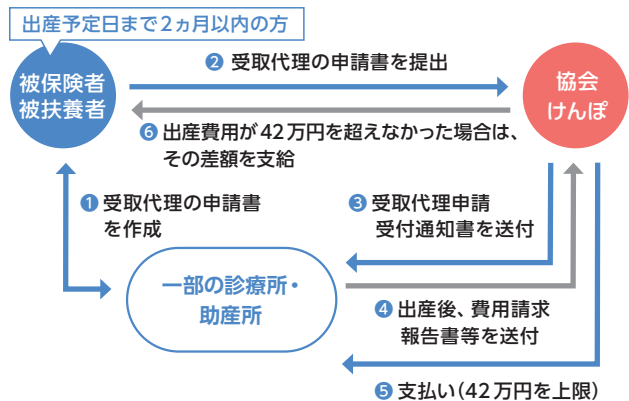 出産予定日まで2ヵ月以内の方
被保険者
被扶養者
❷ 受取代理の申請書を提出
協会
けんぽ
❻ 出産費用が42万円を超えなかった場合は、
その差額を支給
❶ 受取代理の申請書
を作成
❸ 受取代理申請
受付通知書を送付
一部の診療所・
助産所
❹ 出産後、費用請求
報告書等を送付
❺ 支払い(42万円を上限)